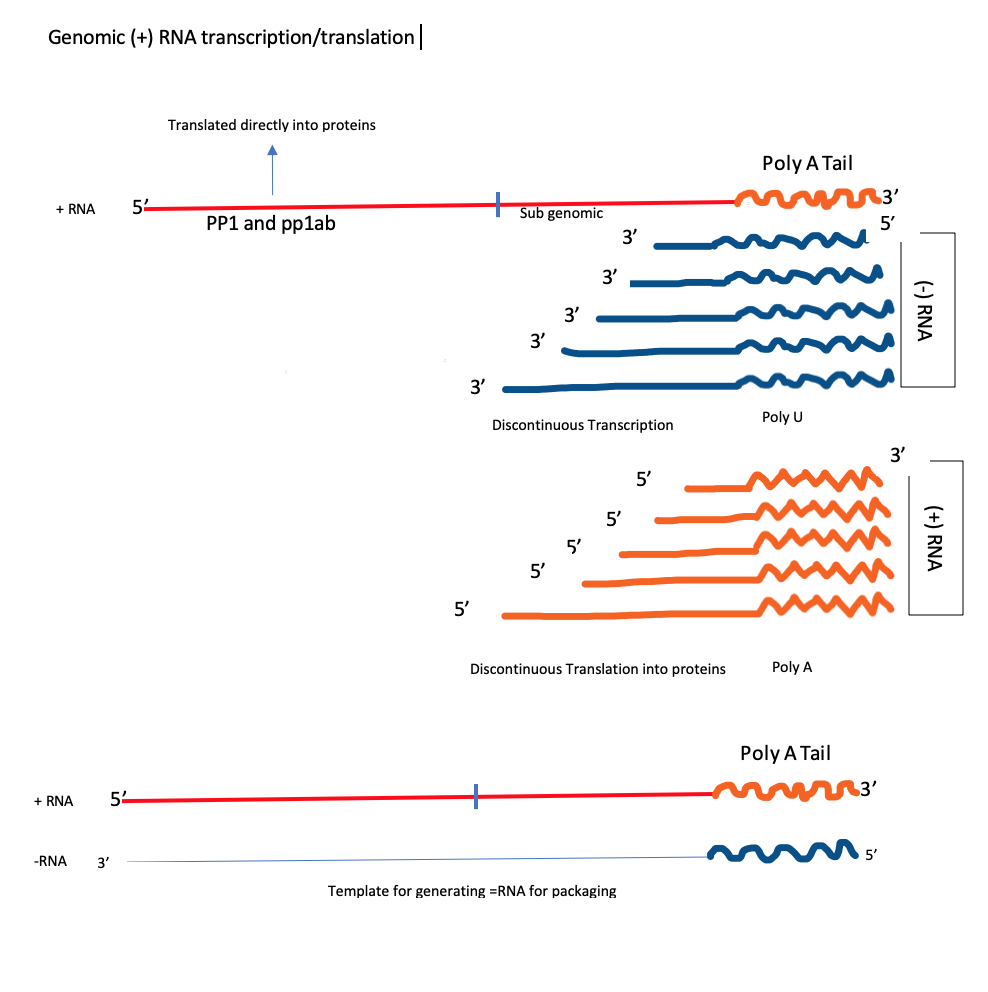 Genomic (+) RNA transcription/translation
Translated directly into proteins
Poly A Tail
+ RNA
5’
3’
PP1 and pp1ab
Sub genomic
5’
3’
3’
3’
3’
3’
(-) RNA
Discontinuous Transcription
Poly U
3’
5’
5’
5’
5’
5’
(+) RNA
Discontinuous Translation into proteins
Poly A
Poly A Tail
+ RNA
5’
3’
-RNA
3’
5’
Template for generating =RNA for packaging